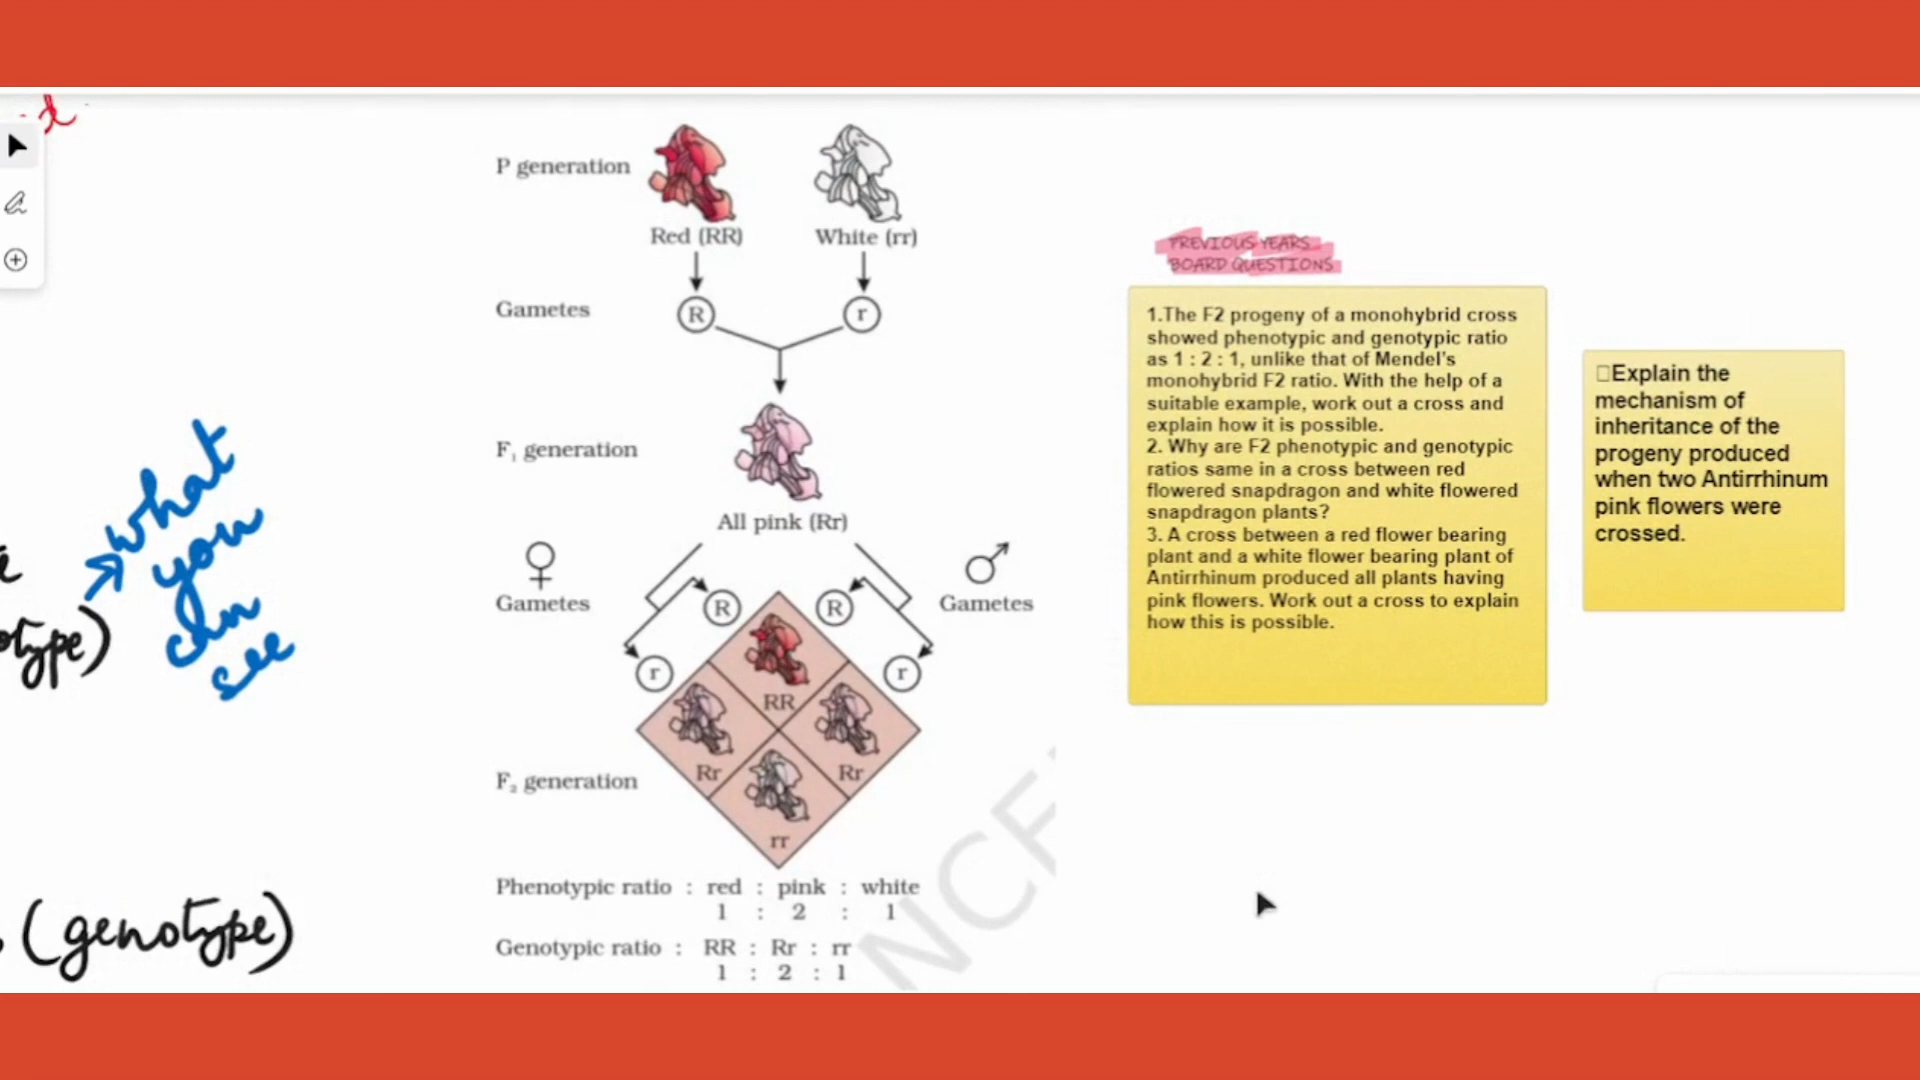 P generation
Red (RR) White (rr)
Gametes R r
F₁ generation
All pink (Rr)
Gametes R R Gametes
r r
RR
Rr Rr
F₂ generation
rr
Phenotypic ratio : red : pink : white
1 : 2 : 1
Genotypic ratio : RR : Rr : rr
1 : 2 : 1
what
you
can
see
otype)
(genotype)
PREVIOUS YEARS
BOARD QUESTIONS
1.The F2 progeny of a monohybrid cross
showed phenotypic and genotypic ratio
as 1 : 2 : 1, unlike that of Mendel's
monohybrid F2 ratio. With the help of a
suitable example, work out a cross and
explain how it is possible.
2. Why are F2 phenotypic and genotypic
ratios same in a cross between red
flowered snapdragon and white flowered
snapdragon plants?
3. A cross between a red flower bearing
plant and a white flower bearing plant of
Antirrhinum produced all plants having
pink flowers. Work out a cross to explain
how this is possible.
Explain the
mechanism of
inheritance of the
progeny produced
when two Antirrhinum
pink flowers were
crossed.